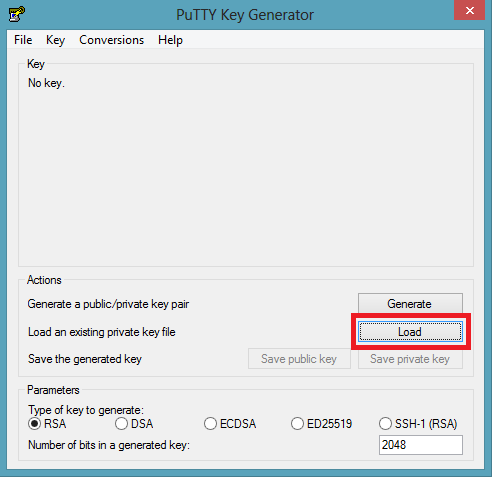 PuTTY Key Generator
File Key Conversions Help
Key
No key.
Actions
Generate a public/private key pair Generate
Load an existing private key file Load
Save the generated key Save public key Save private key
Parameters
Type of key to generate:
RSA DSA ECDSA ED25519 SSH-1 (RSA)
Number of bits in a generated key: 2048